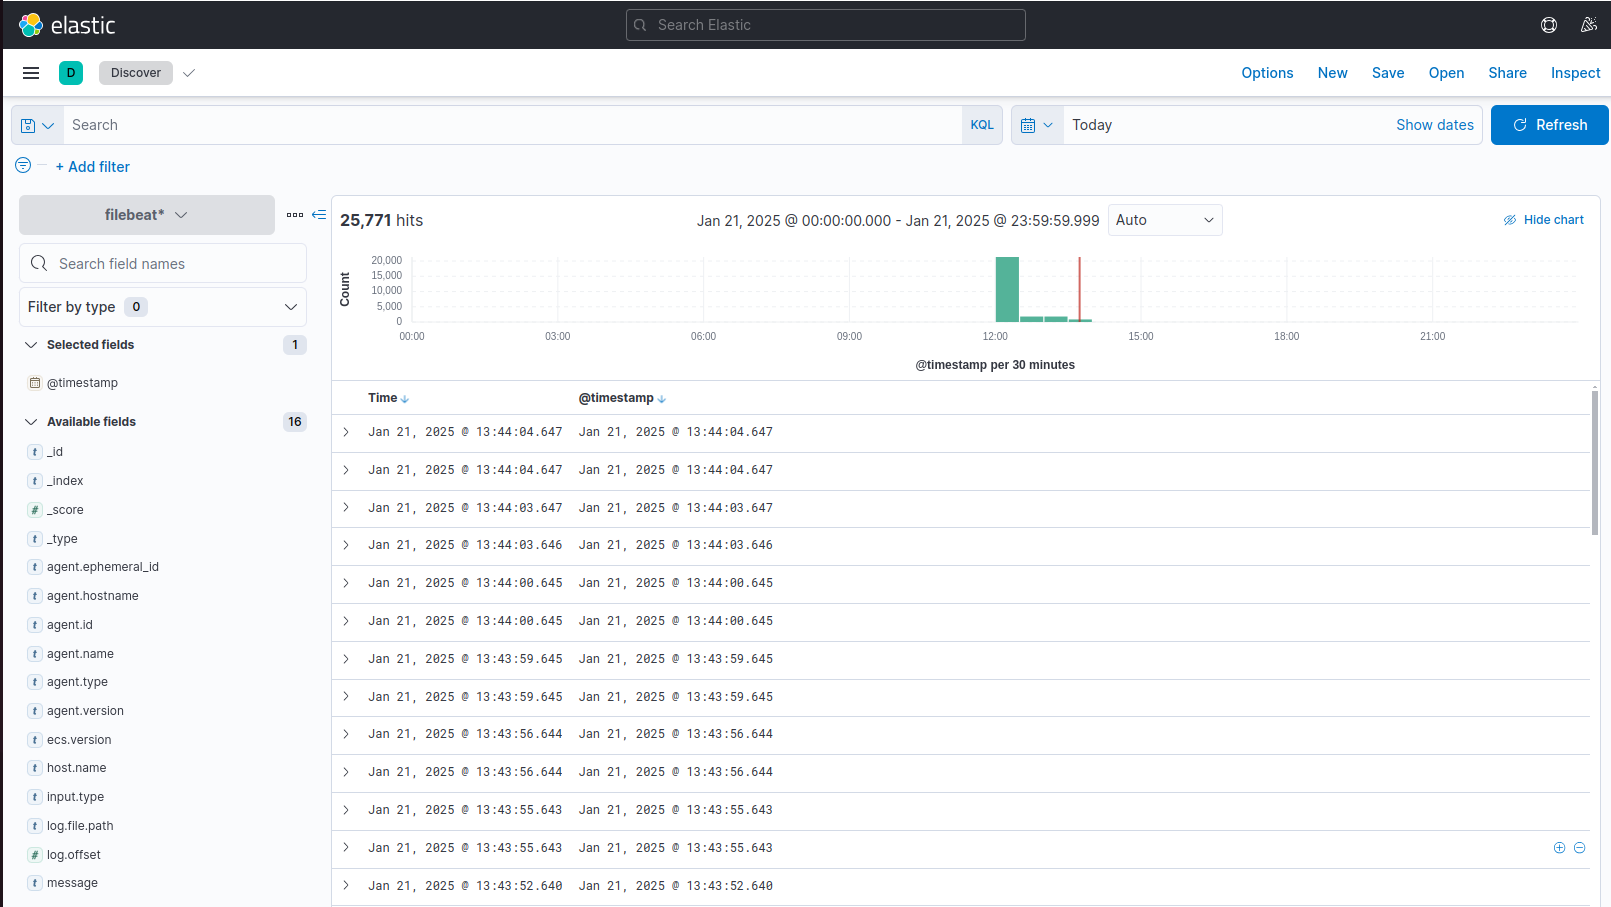 elastic
Search Elastic
D
Discover
Options
New
Save
Open
Share
Inspect
Search
KQL
Today
Show dates
Refresh
+ Add filter
filebeat*
Search field names
Filter by type 0
Selected fields 1
@timestamp
Available fields 16
t _id
t _index
# _score
t _type
t agent.ephemeral_id
t agent.hostname
t agent.id
t agent.name
t agent.type
t agent.version
t ecs.version
t host.name
t input.type
t log.file.path
# log.offset
t message
25,771 hits
Jan 21, 2025 @ 00:00:00.000 - Jan 21, 2025 @ 23:59:59.999
Auto
Hide chart
Count
20,000
15,000
10,000
5,000
0
00:00 03:00 06:00 09:00 12:00 15:00 18:00 21:00
@timestamp per 30 minutes
Time @timestamp
Jan 21, 2025 @ 13:44:04.647 Jan 21, 2025 @ 13:44:04.647
Jan 21, 2025 @ 13:44:04.647 Jan 21, 2025 @ 13:44:04.647
Jan 21, 2025 @ 13:44:03.647 Jan 21, 2025 @ 13:44:03.647
Jan 21, 2025 @ 13:44:03.646 Jan 21, 2025 @ 13:44:03.646
Jan 21, 2025 @ 13:44:00.645 Jan 21, 2025 @ 13:44:00.645
Jan 21, 2025 @ 13:44:00.645 Jan 21, 2025 @ 13:44:00.645
Jan 21, 2025 @ 13:43:59.645 Jan 21, 2025 @ 13:43:59.645
Jan 21, 2025 @ 13:43:59.645 Jan 21, 2025 @ 13:43:59.645
Jan 21, 2025 @ 13:43:56.644 Jan 21, 2025 @ 13:43:56.644
Jan 21, 2025 @ 13:43:56.644 Jan 21, 2025 @ 13:43:56.644
Jan 21, 2025 @ 13:43:55.643 Jan 21, 2025 @ 13:43:55.643
Jan 21, 2025 @ 13:43:55.643 Jan 21, 2025 @ 13:43:55.643
Jan 21, 2025 @ 13:43:52.640 Jan 21, 2025 @ 13:43:52.640